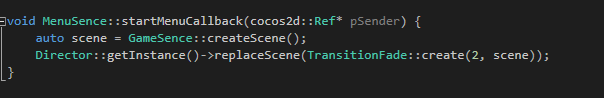 void MenuSence::startMenuCallback(cocos2d::Ref* pSender) {
    auto scene = GameSence::createScene();
    Director::getInstance()->replaceScene(TransitionFade::create(2, scene));
}